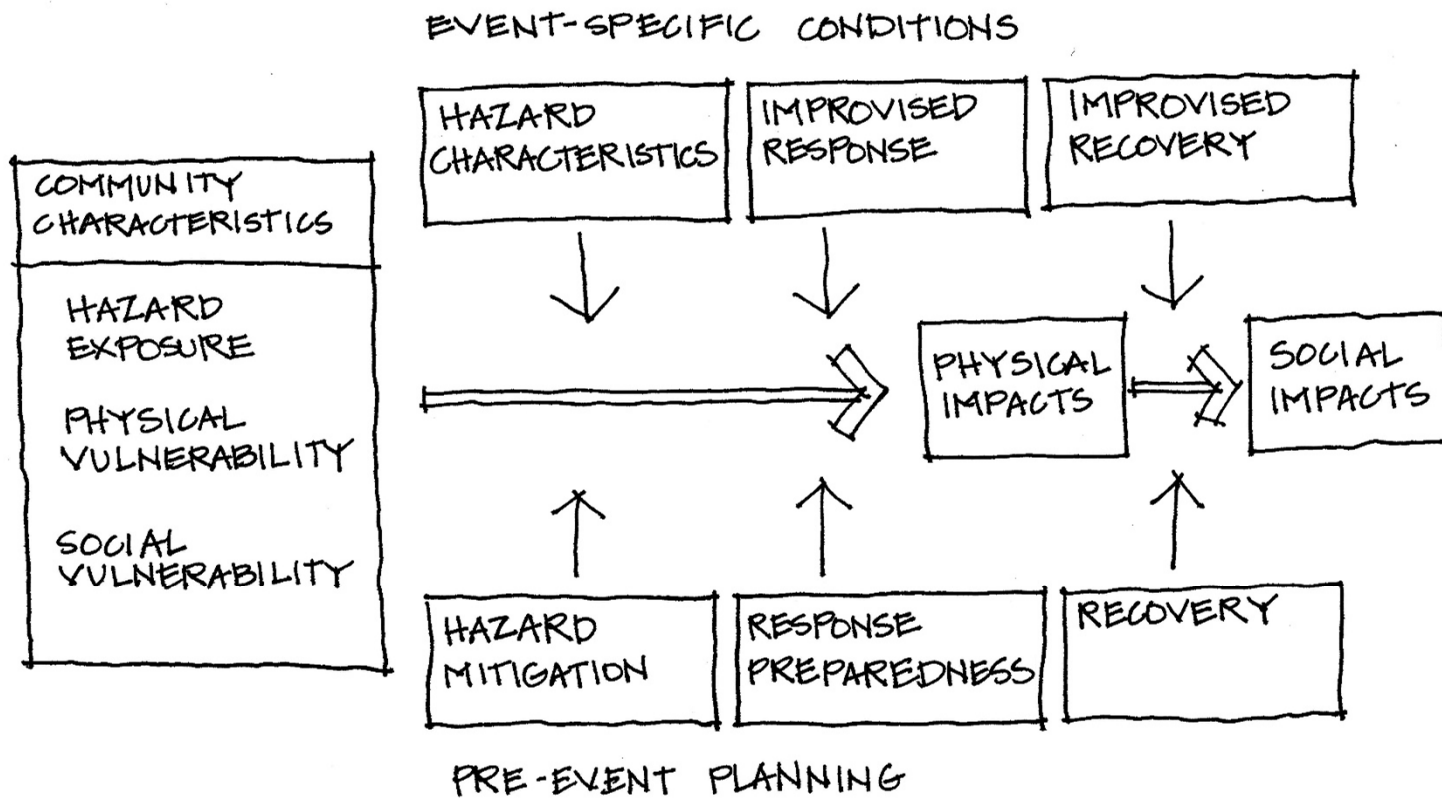 EVENT-SPECIFIC CONDITIONS
HAZARD
CHARACTERISTICS
IMPROVISED
RESPONSE
IMPROVISED
RECOVERY
COMMUNITY
CHARACTERISTICS
HAZARD
EXPOSURE
PHYSICAL
VULNERABILITY
SOCIAL
VULNERABILITY
PHYSICAL
IMPACTS
SOCIAL
IMPACTS
HAZARD
MITIGATION
RESPONSE
PREPAREDNESS
RECOVERY
PRE-EVENT PLANNING